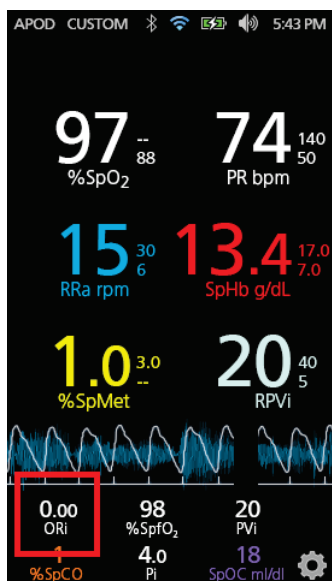 APOD CUSTOM 5:43 PM
97 -- 88 74 140 50
%SpO₂ PR bpm
15 30 6 13.4 17.0 7.0
RRa rpm SpHb g/dL
1.0 3.0 -- 20 40 5
%SpMet RPVi
0.00 98 20
ORi %SpfO₂ PVi
1 4.0 18
%SpCO Pi SpOC ml/dl